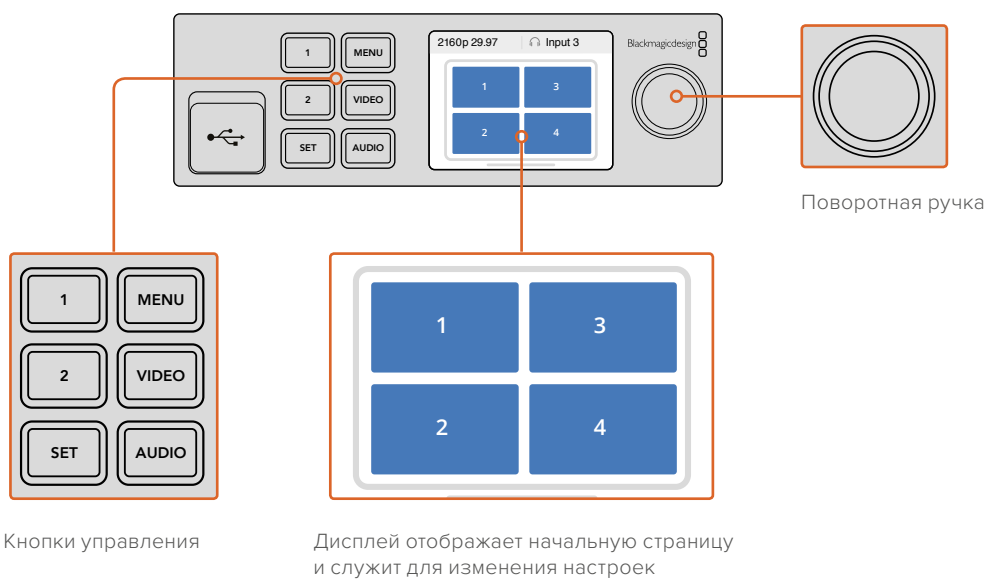 1
MENU
2
VIDEO
SET
AUDIO
2160p 29.97
Input 3
1
3
2
4
Blackmagicdesign
Поворотная ручка
1
MENU
2
VIDEO
SET
AUDIO
Кнопки управления
1
3
2
4
Дисплей отображает начальную страницу
и служит для изменения настроек